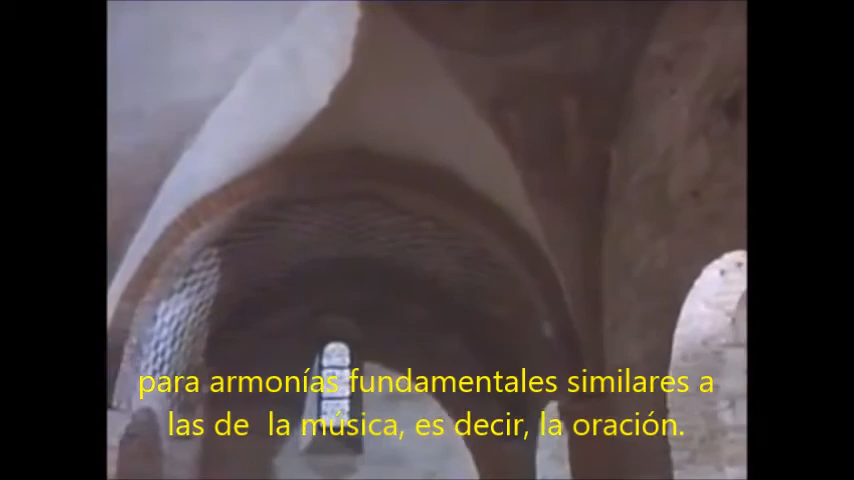 para armonías fundamentales similares a
las de  la música, es decir, la oración.